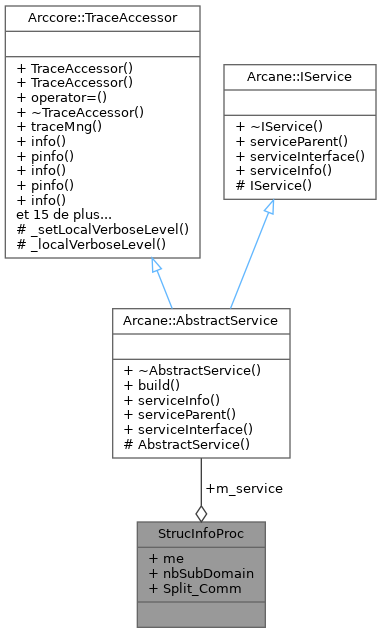 Arccore::TraceAccessor
+ TraceAccessor()
+ TraceAccessor()
+ operator=()
+ ~TraceAccessor()
+ traceMng()
+ info()
+ pinfo()
+ info()
+ pinfo()
+ info()
et 15 de plus...
# _setLocalVerboseLevel()
# _localVerboseLevel()
Arcane::IService
+ ~IService()
+ serviceParent()
+ serviceInterface()
+ serviceInfo()
# IService()
Arcane::AbstractService
+ ~AbstractService()
+ build()
+ serviceInfo()
+ serviceParent()
+ serviceInterface()
# AbstractService()
+m_service
StrucInfoProc
+ me
+ nbSubDomain
+ Split_Comm